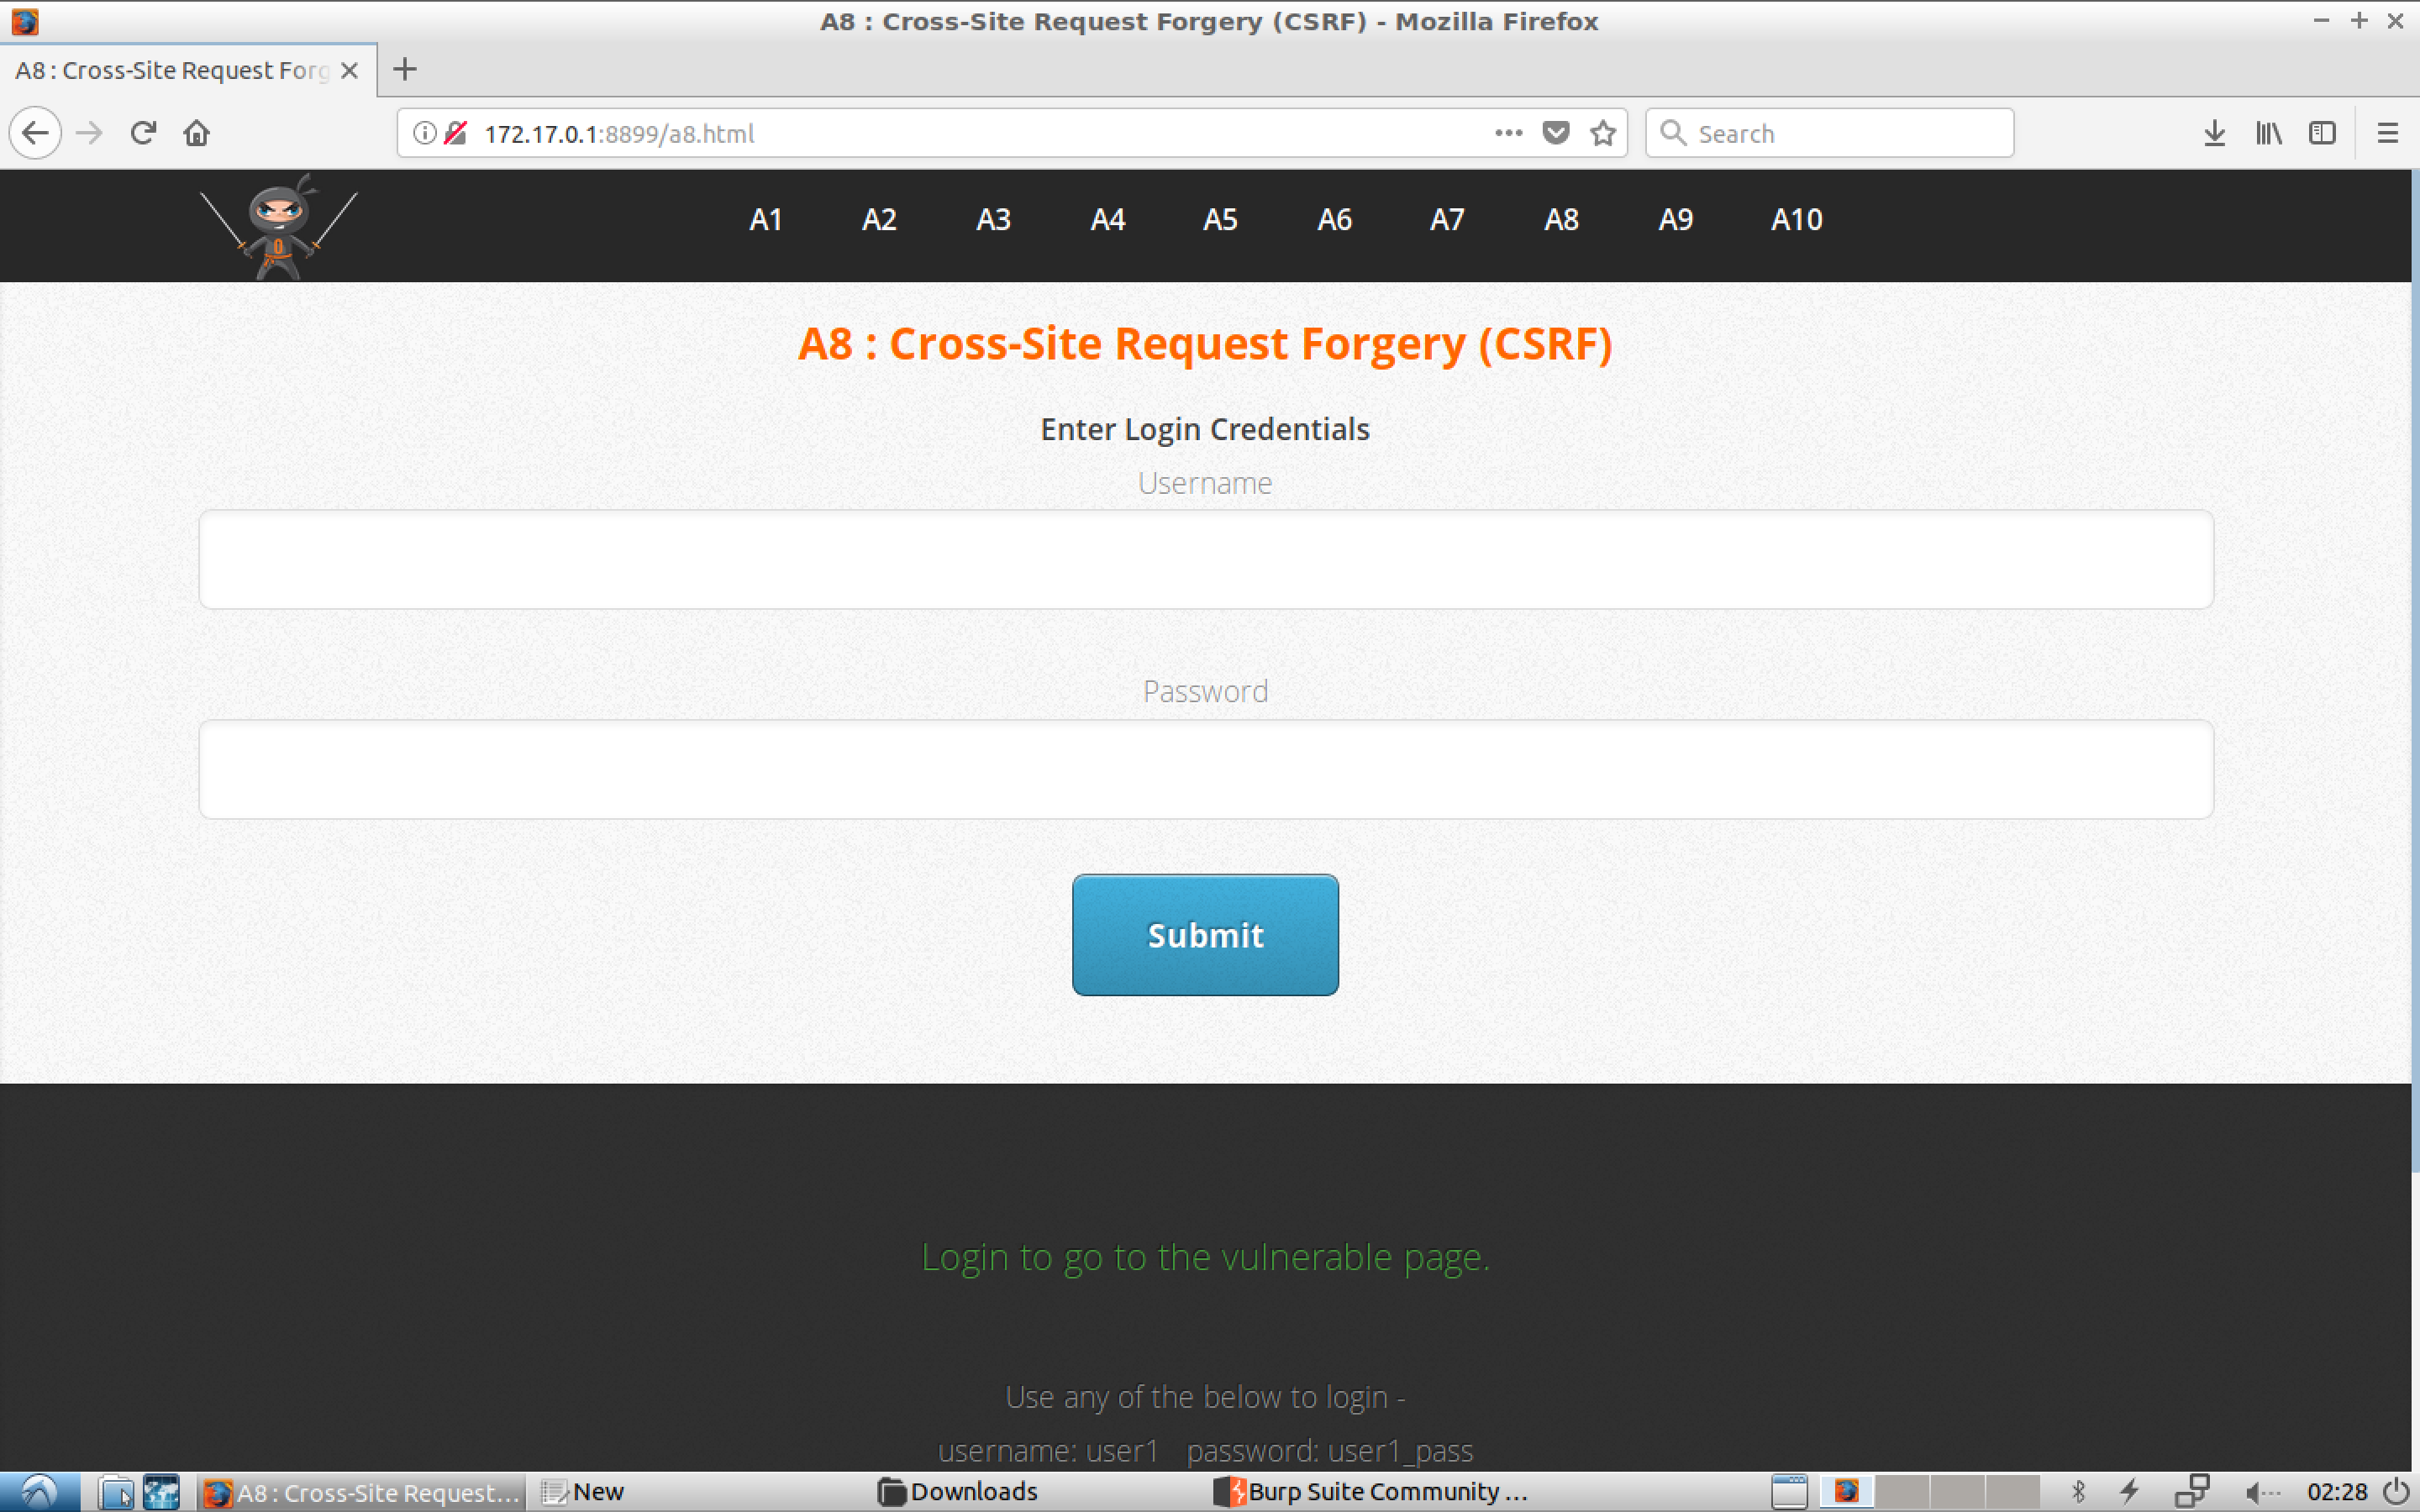 A8 : Cross-Site Request Forgery (CSRF) - Mozilla Firefox
A8 : Cross-Site Request Forg
172.17.0.1:8899/a8.html
Search
A1 A2 A3 A4 A5 A6 A7 A8 A9 A10
A8 : Cross-Site Request Forgery (CSRF)
Enter Login Credentials
Username
Password
Submit
Login to go to the vulnerable page.
Use any of the below to login -
username: user1 password: user1_pass
A8 : Cross-Site Request... New Downloads Burp Suite Community ... 02:28